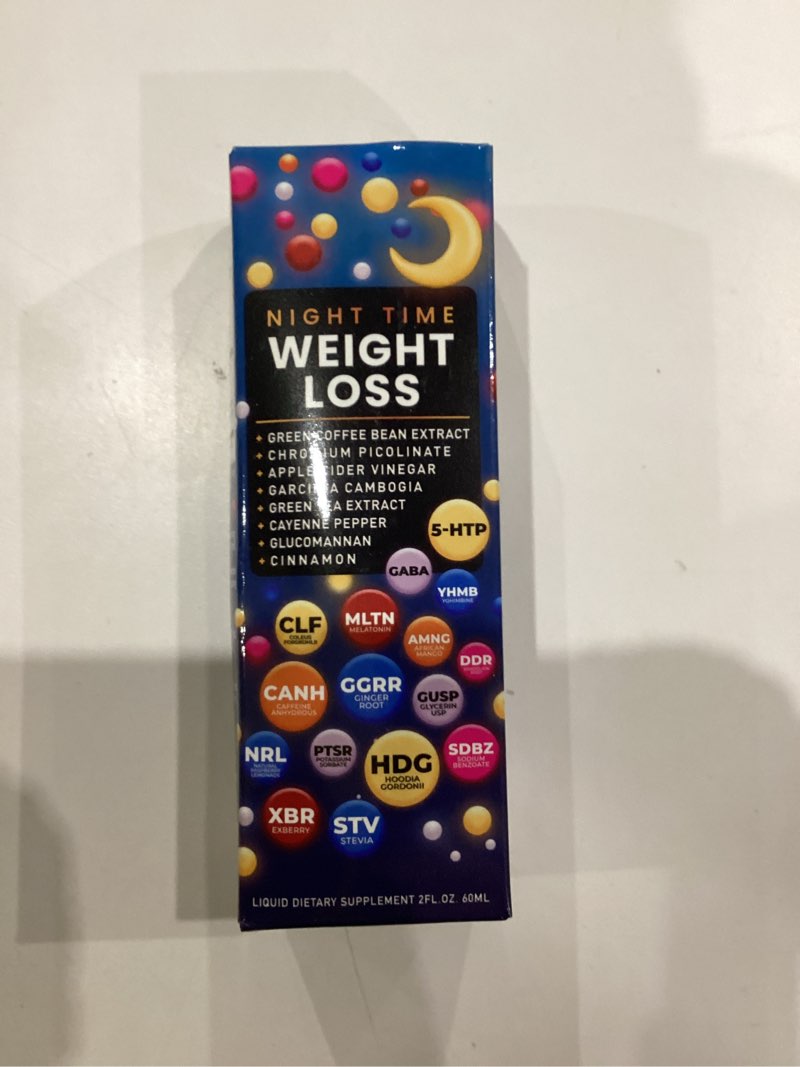 NIGHT TIME
WEIGHT
LOSS
+ GREEN COFFEE BEAN EXTRACT
+ CHROMIUM PICOLINATE
+ APPLE CIDER VINEGAR
+ GARCINIA CAMBOGIA
+ GREEN TEA EXTRACT
+ CAYENNE PEPPER
+ GLUCOMANNAN
+ CINNAMON
5-HTP
GABA
YHMB
YOHIMBINE
CLF
COLEUS
FORSKOHLII
MLTN
MELATONIN
AMNG
AFRICAN
MANGO
DDR
CANH
CAFFEINE
ANHYDROUS
GGRR
GINGER
ROOT
GUSP
GLYCERIN
USP
NRL
NATURAL
RASPBERRY
LEMONADE
PTSR
POTASSIUM
SORBATE
HDG
HOODIA
GORDONII
SDBZ
SODIUM
BENZOATE
XBR
EXBERRY
STV
STEVIA
LIQUID DIETARY SUPPLEMENT 2FL.OZ. 60ML